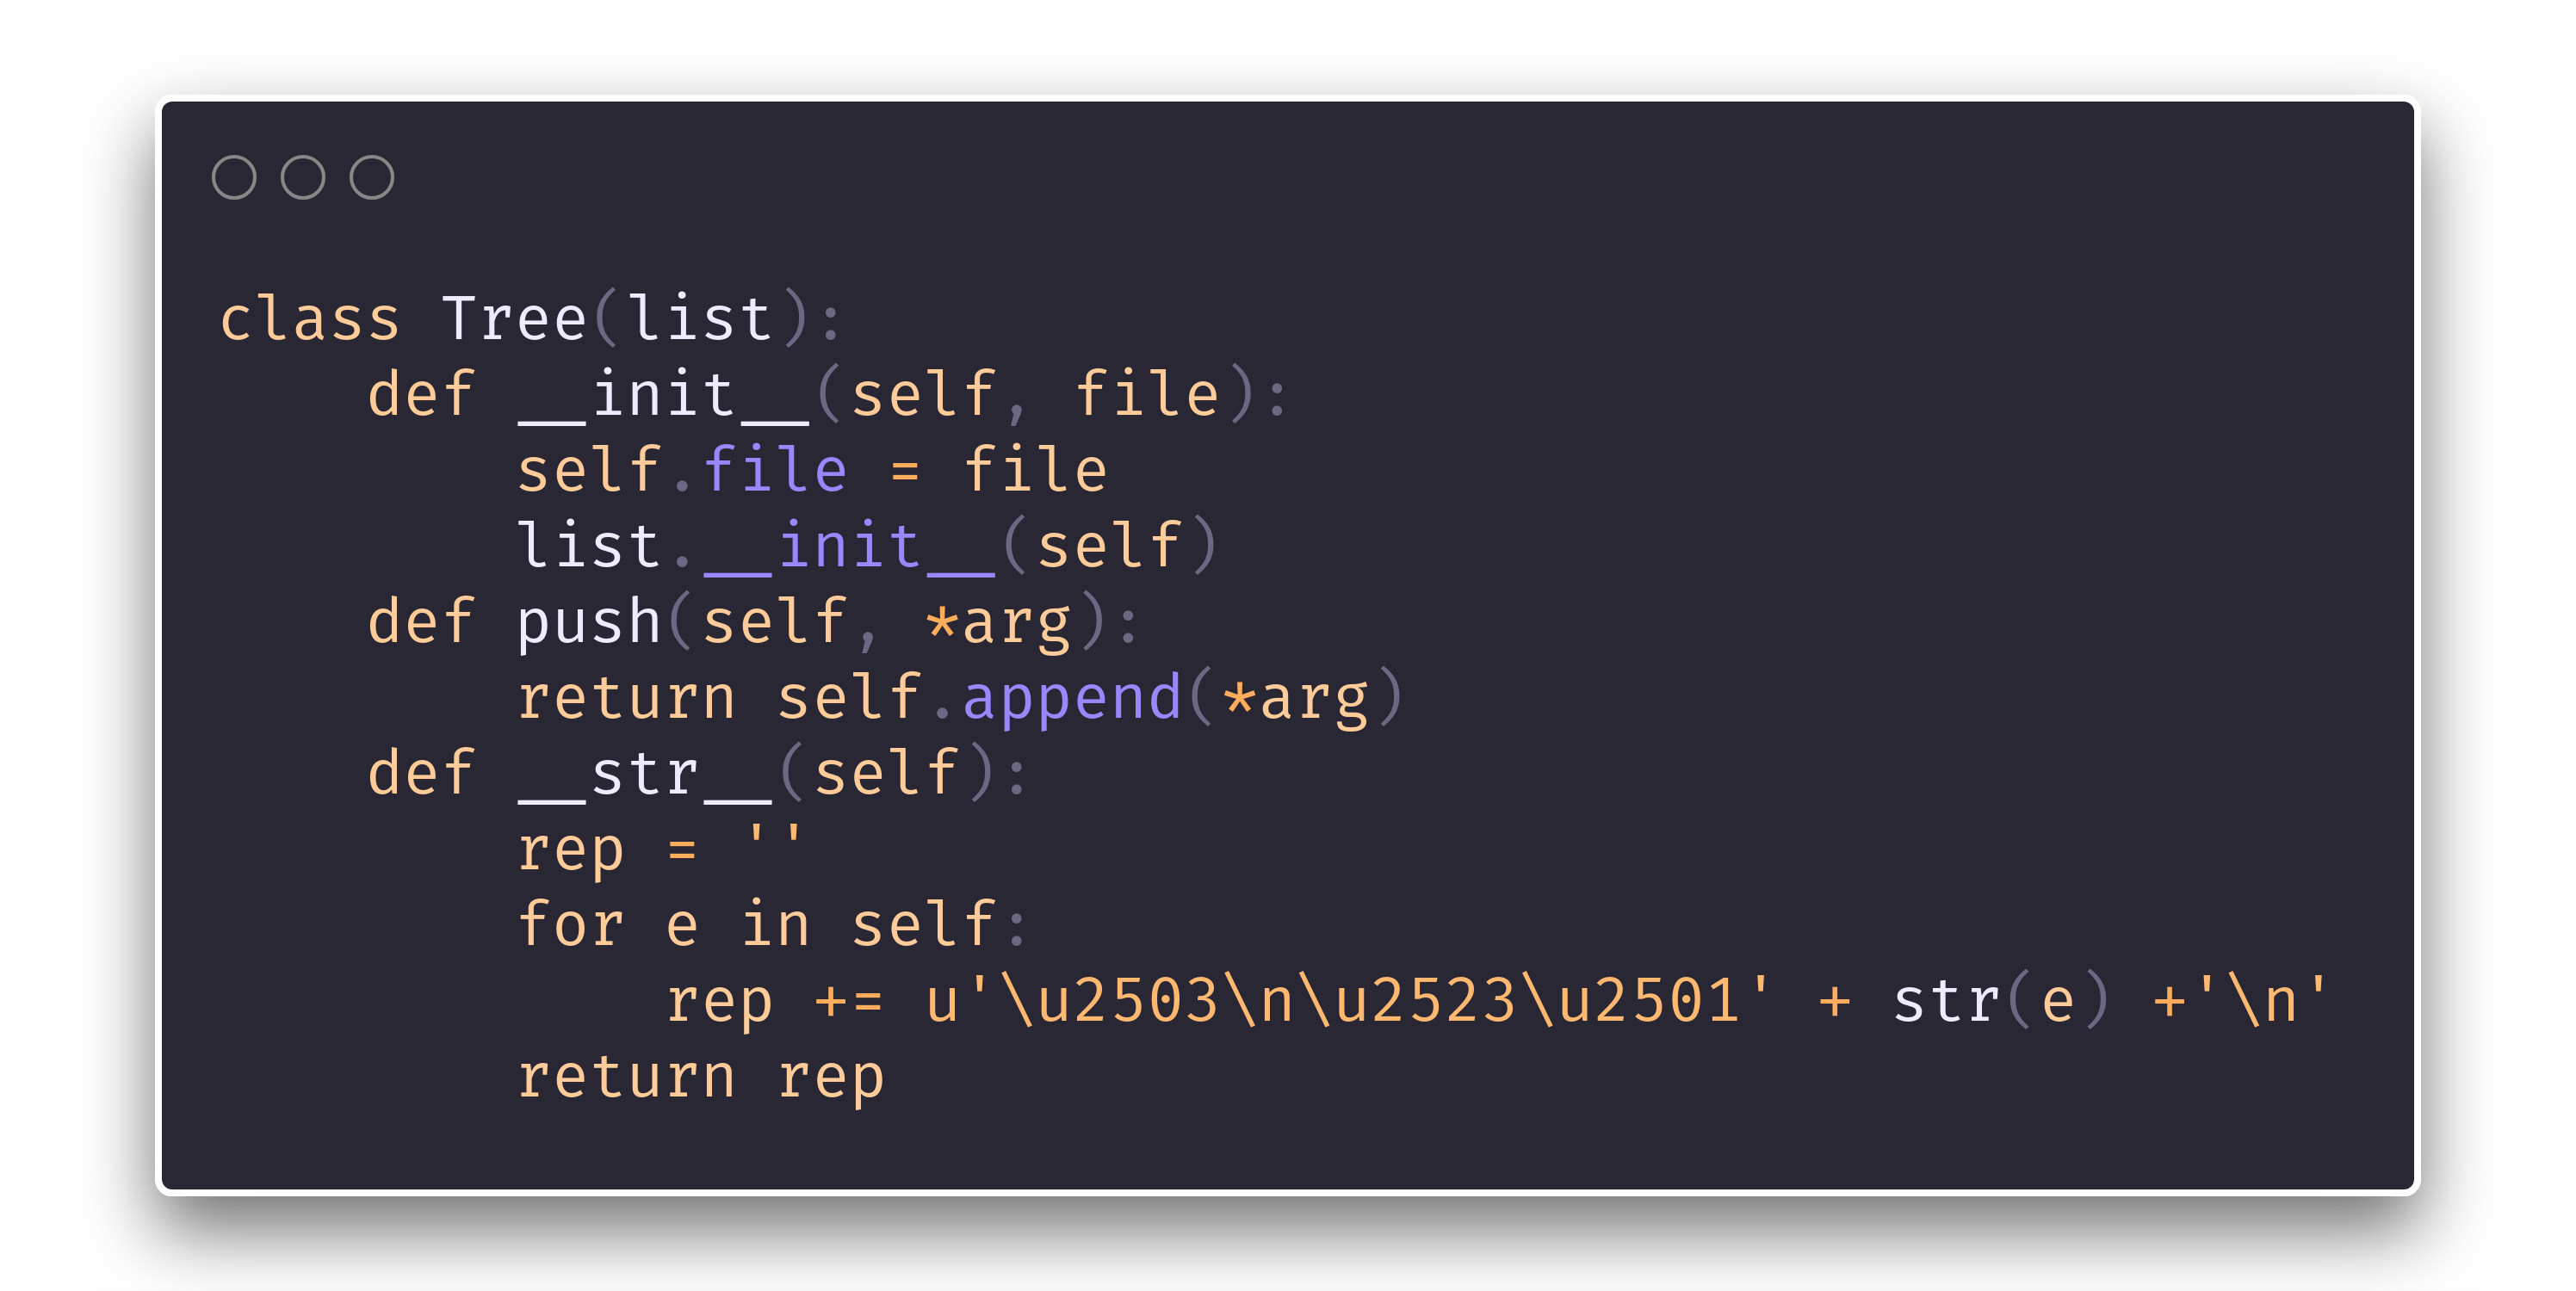 class Tree(list):
    def __init__(self, file):
        self.file = file
        list.__init__(self)
    def push(self, *arg):
        return self.append(*arg)
    def __str__(self):
        rep = ''
        for e in self:
            rep += u'\u2503\n\u2523\u2501' + str(e) +'\n'
        return rep